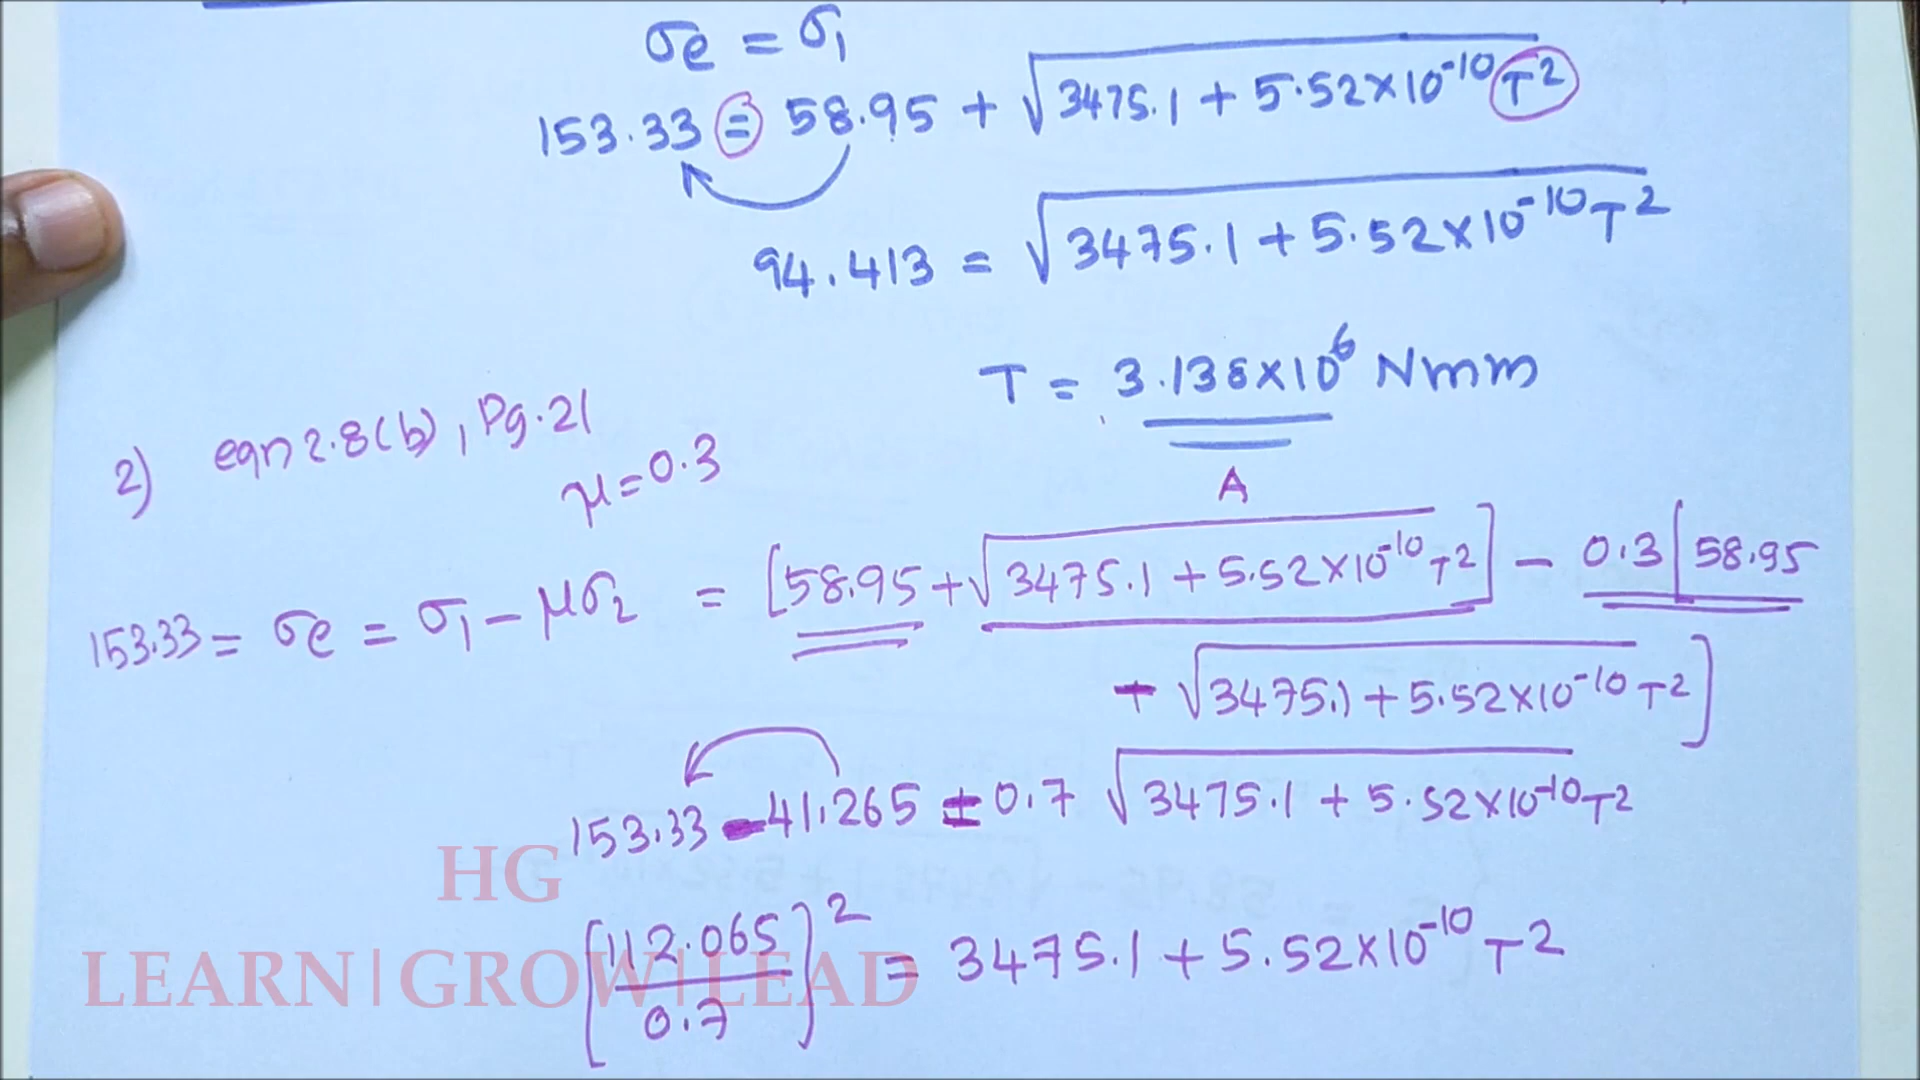 σe = σ1
153.33 = 58.95 + √3475.1 + 5.52×10⁻¹⁰ T²
94.413 = √3475.1 + 5.52×10⁻¹⁰ T²
T = 3.138×10⁶ Nmm
2) eqn 2.8(b), Pg.21
μ = 0.3
A
153.33 = σe = σ1 − μσ2 = [58.95 + √3475.1 + 5.52×10⁻¹⁰ T²] − 0.3[58.95
+ √3475.1 + 5.52×10⁻¹⁰ T²]
153.33 − 41.265 ± 0.7 √3475.1 + 5.52×10⁻¹⁰ T²
[112.065/0.7]² = 3475.1 + 5.52×10⁻¹⁰ T²
HG
LEARN|GROW|LEAD